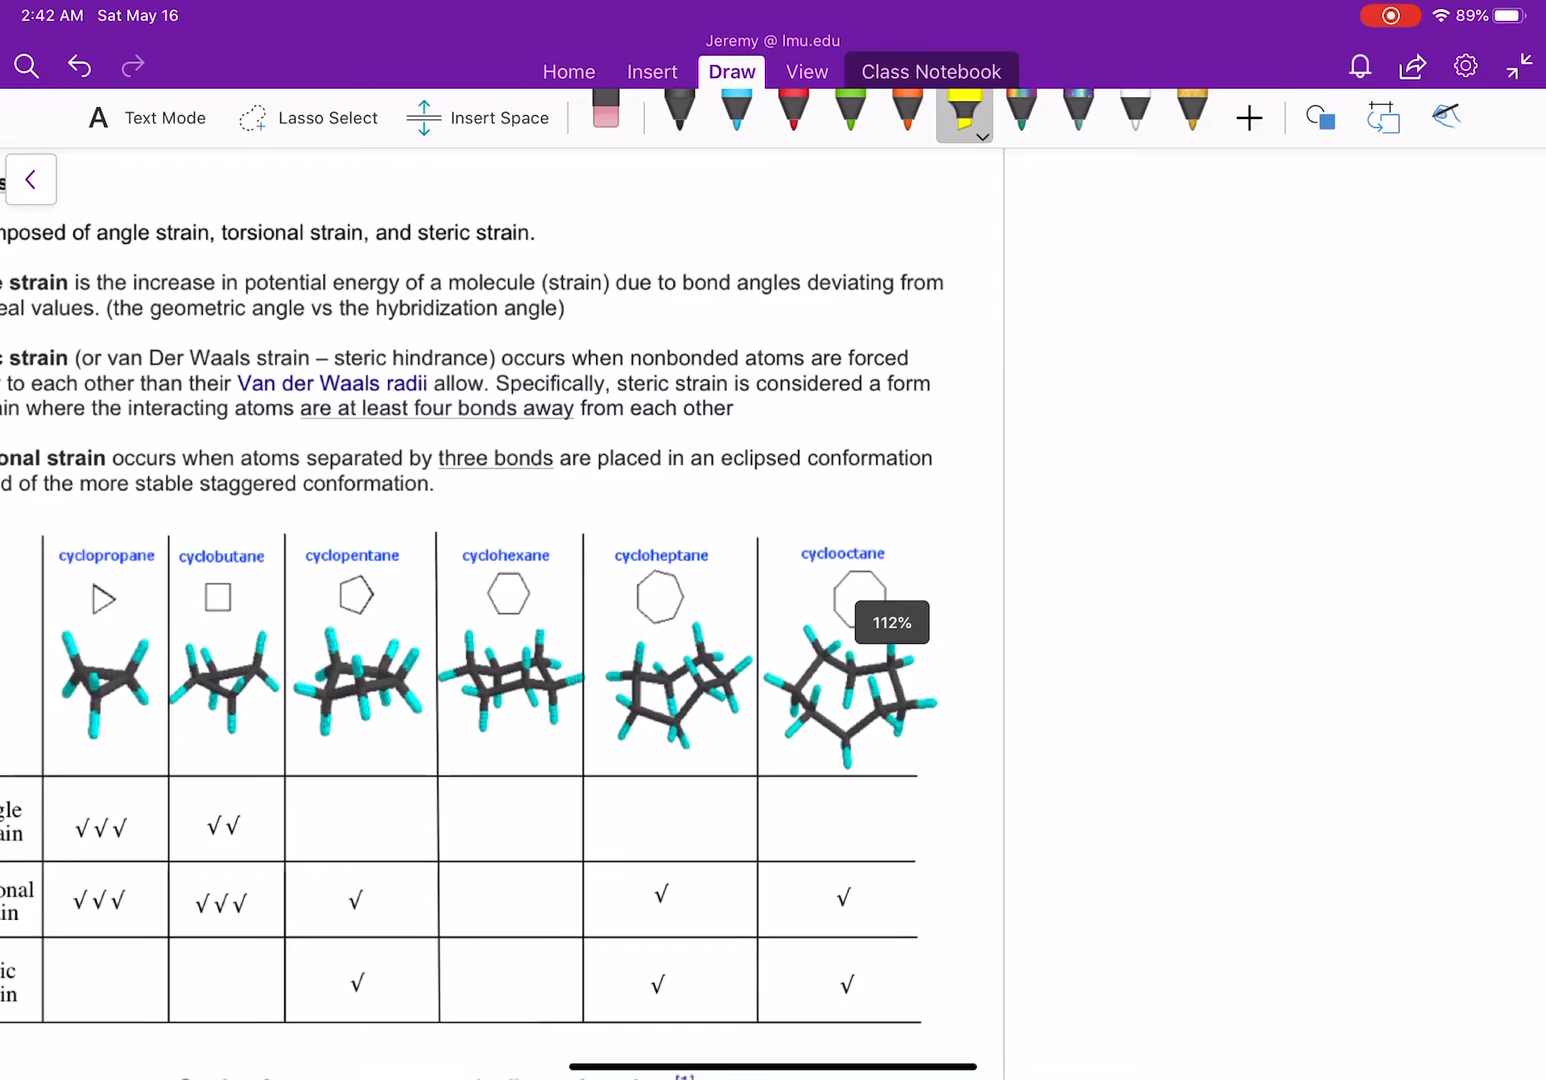 2:42 AM Sat May 16
89%
Jeremy @ lmu.edu
Home Insert Draw View Class Notebook
A Text Mode Lasso Select Insert Space
s
mposed of angle strain, torsional strain, and steric strain.
e strain is the increase in potential energy of a molecule (strain) due to bond angles deviating from
eal values. (the geometric angle vs the hybridization angle)
c strain (or van Der Waals strain – steric hindrance) occurs when nonbonded atoms are forced
r to each other than their Van der Waals radii allow. Specifically, steric strain is considered a form
ain where the interacting atoms are at least four bonds away from each other
onal strain occurs when atoms separated by three bonds are placed in an eclipsed conformation
d of the more stable staggered conformation.
cyclopropane cyclobutane cyclopentane cyclohexane cycloheptane cyclooctane
112%
gle
ain
√√√ √√
onal
in
√√√ √√√ √ √ √
ic
in
√ √ √
[1]